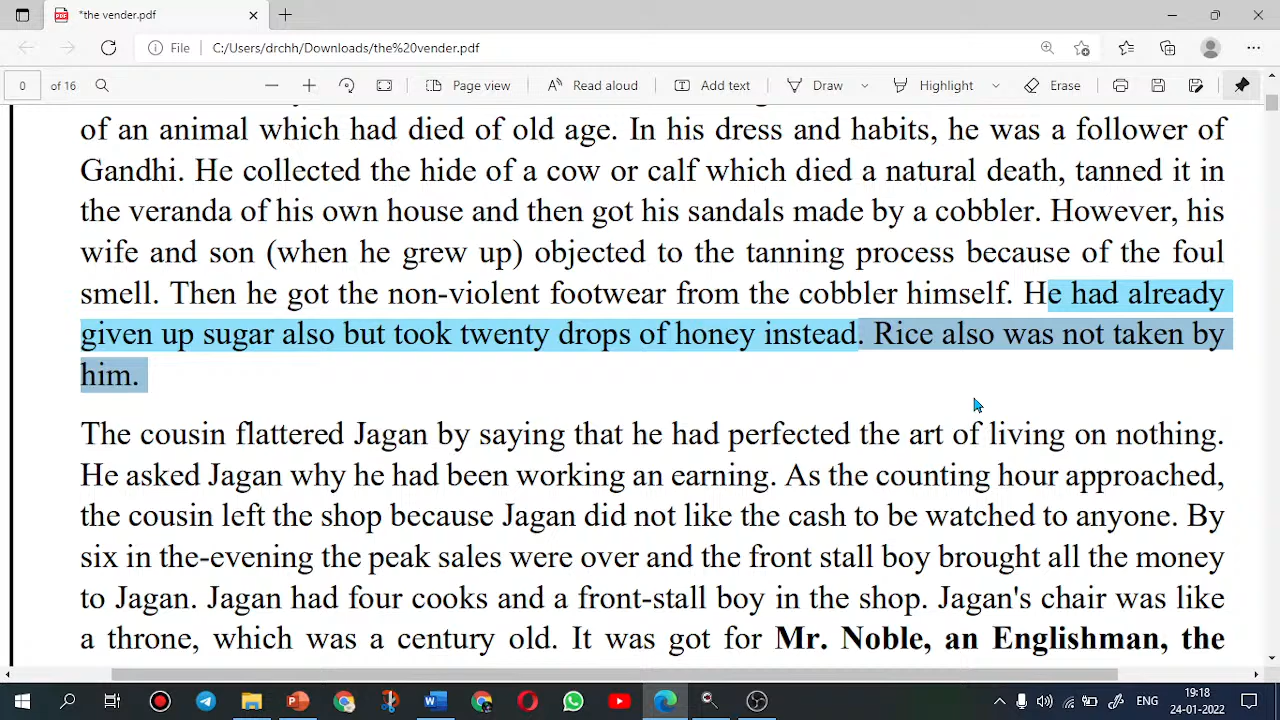 *the vender.pdf
File
C:/Users/drchh/Downloads/the%20vender.pdf
0 of 16
Page view
Read aloud
Add text
Draw
Highlight
Erase
of an animal which had died of old age. In his dress and habits, he was a follower of
Gandhi. He collected the hide of a cow or calf which died a natural death, tanned it in
the veranda of his own house and then got his sandals made by a cobbler. However, his
wife and son (when he grew up) objected to the tanning process because of the foul
smell. Then he got the non-violent footwear from the cobbler himself. He had already
given up sugar also but took twenty drops of honey instead. Rice also was not taken by
him.
The cousin flattered Jagan by saying that he had perfected the art of living on nothing.
He asked Jagan why he had been working an earning. As the counting hour approached,
the cousin left the shop because Jagan did not like the cash to be watched to anyone. By
six in the-evening the peak sales were over and the front stall boy brought all the money
to Jagan. Jagan had four cooks and a front-stall boy in the shop. Jagan's chair was like
a throne, which was a century old. It was got for Mr. Noble, an Englishman, the
ENG
19:18
24-01-2022